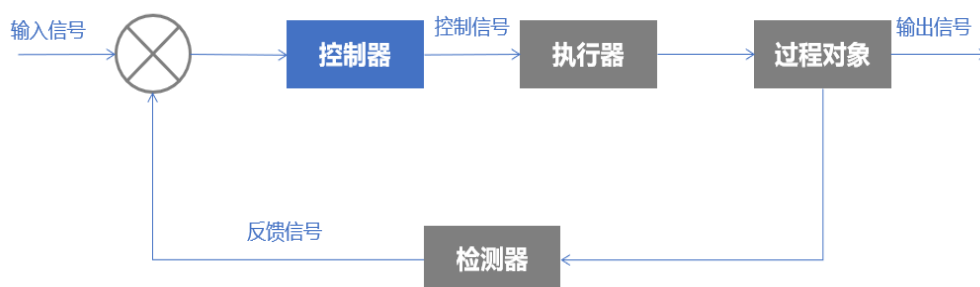 输入信号
控制器
控制信号
执行器
过程对象
输出信号
反馈信号
检测器